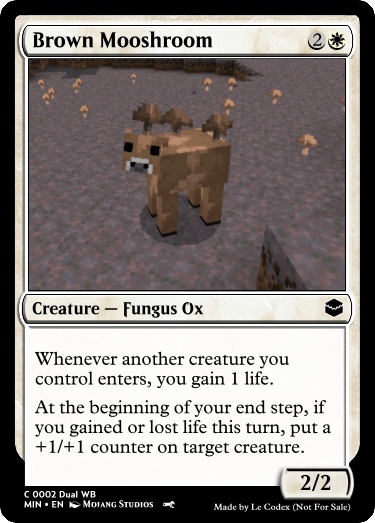 Brown Mooshroom 2
Creature — Fungus Ox
Whenever another creature you
control enters, you gain 1 life.
At the beginning of your end step, if
you gained or lost life this turn, put a
+1/+1 counter on target creature.
2/2
C 0002 Dual WB
MIN • EN Mojang Studios
Made by Le Codex (Not For Sale)